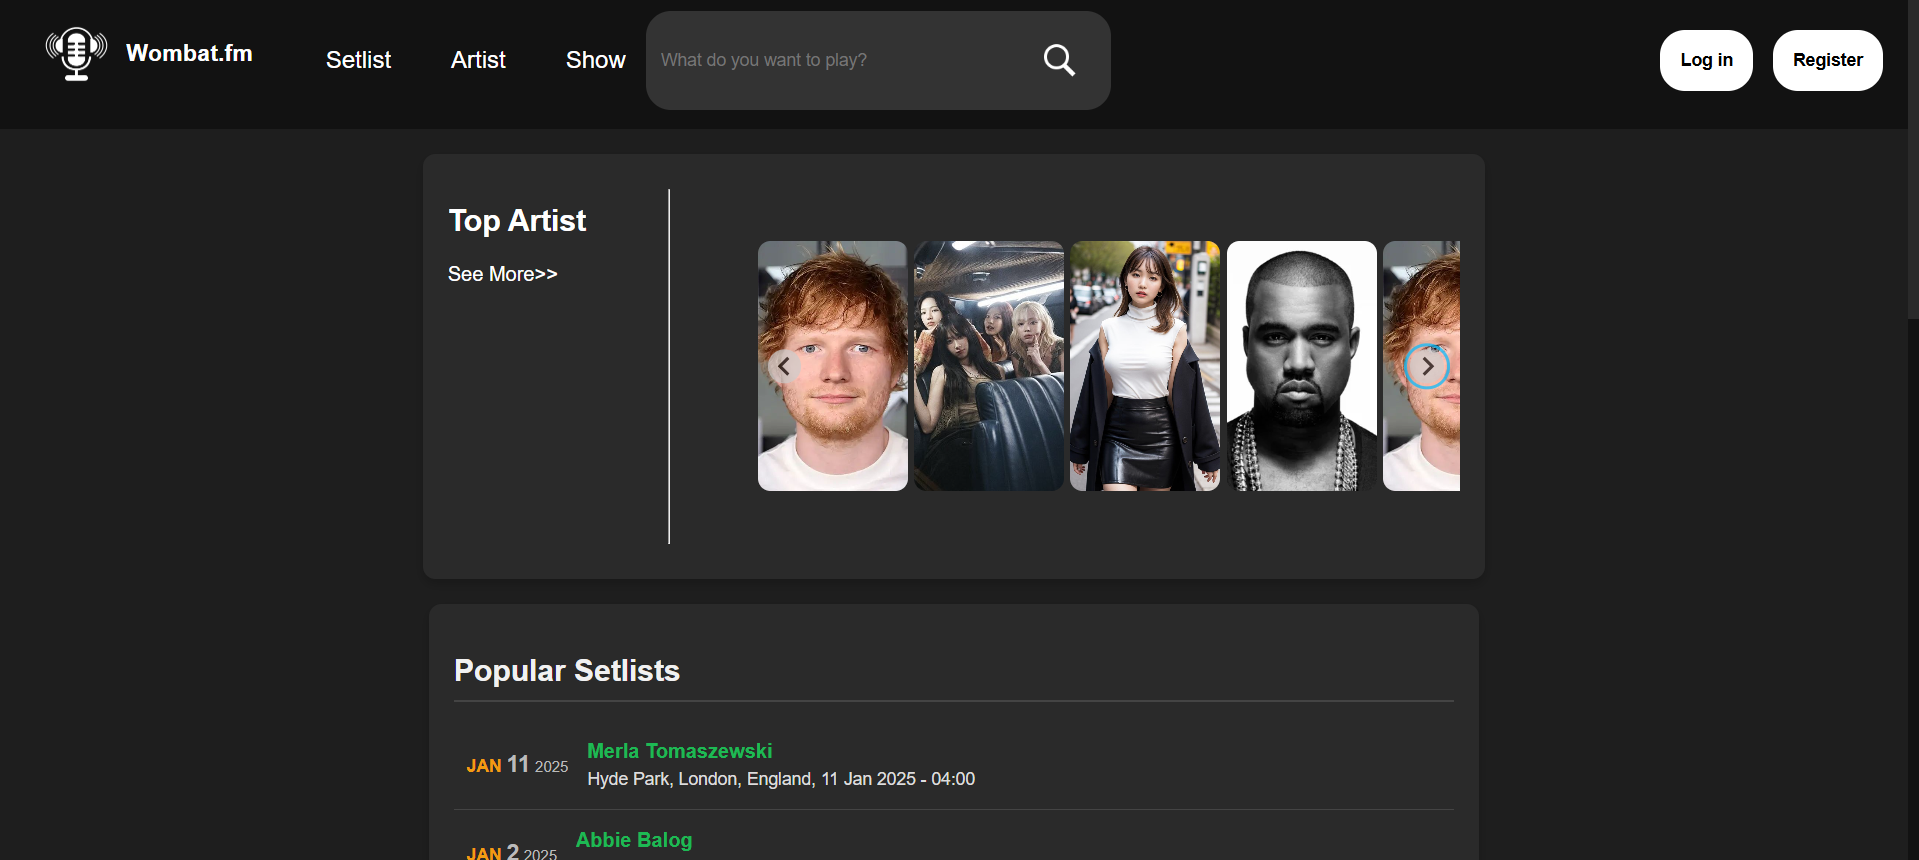 Wombat.fm
Setlist
Artist
Show
What do you want to play?
Log in
Register
Top Artist
See More>>
Popular Setlists
JAN 11 2025
Merla Tomaszewski
Hyde Park, London, England, 11 Jan 2025 - 04:00
JAN 2 2025
Abbie Balog